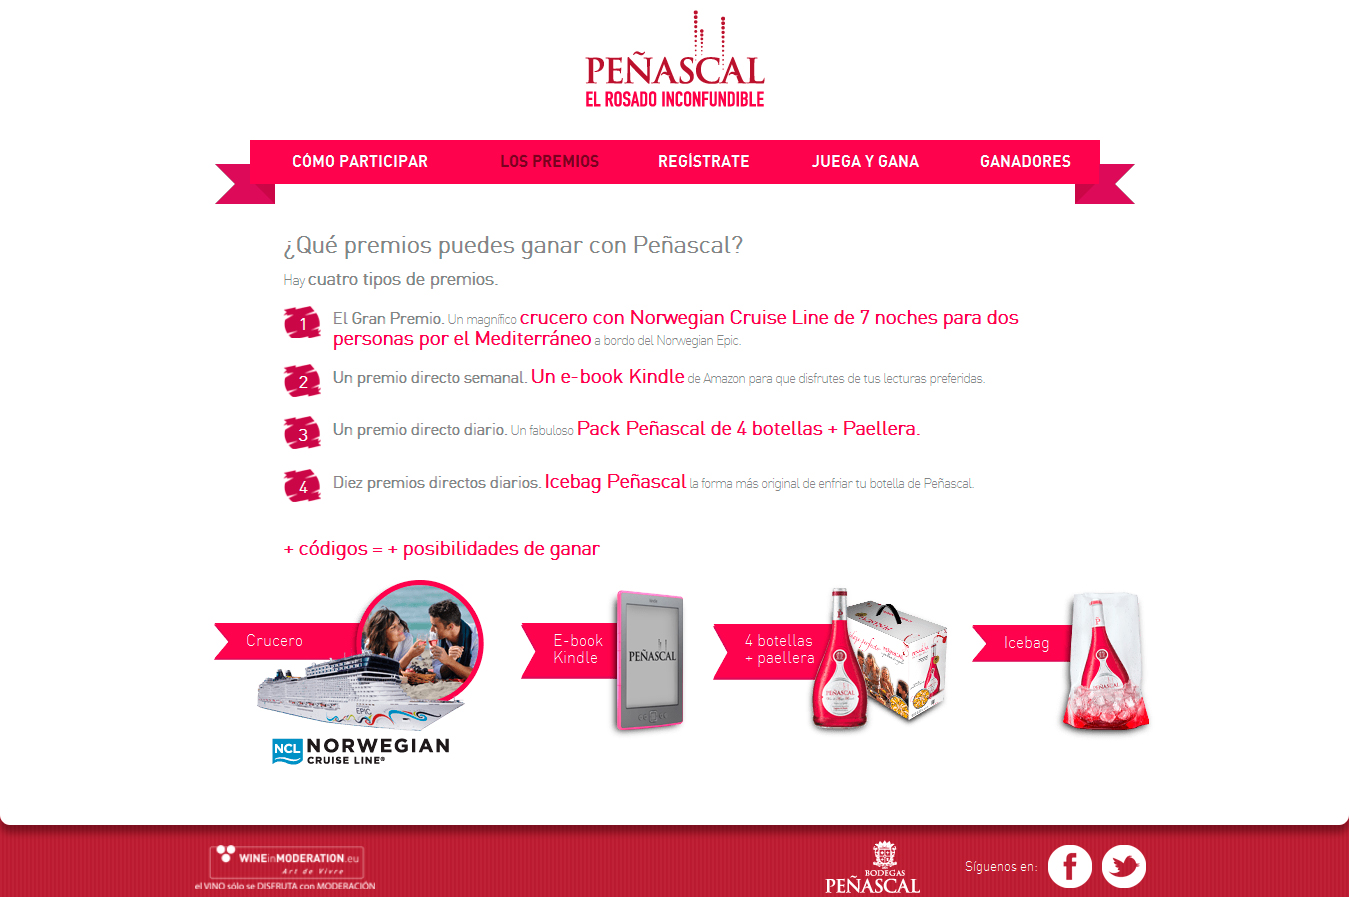 PEÑASCAL
EL ROSADO INCONFUNDIBLE
CÓMO PARTICIPAR
LOS PREMIOS
REGÍSTRATE
JUEGA Y GANA
GANADORES
¿Qué premios puedes ganar con Peñascal?
Hay cuatro tipos de premios.
1
El Gran Premio. Un magnífico crucero con Norwegian Cruise Line de 7 noches para dos
personas por el Mediterráneo a bordo del Norwegian Epic.
2
Un premio directo semanal. Un e-book Kindle de Amazon para que disfrutes de tus lecturas preferidas.
3
Un premio directo diario. Un fabuloso Pack Peñascal de 4 botellas + Paellera.
4
Diez premios directos diarios. Icebag Peñascal la forma más original de enfriar tu botella de Peñascal.
+ códigos = + posibilidades de ganar
Crucero
EPIC
NCL NORWEGIAN
CRUISE LINE®
E-book
Kindle
PEÑASCAL
4 botellas
+ paellera
PEÑASCAL
Icebag
WINEinMODERATION.eu
Art de Vivre
el VINO sólo se DISFRUTA con MODERACIÓN
BODEGAS
PEÑASCAL
Síguenos en: